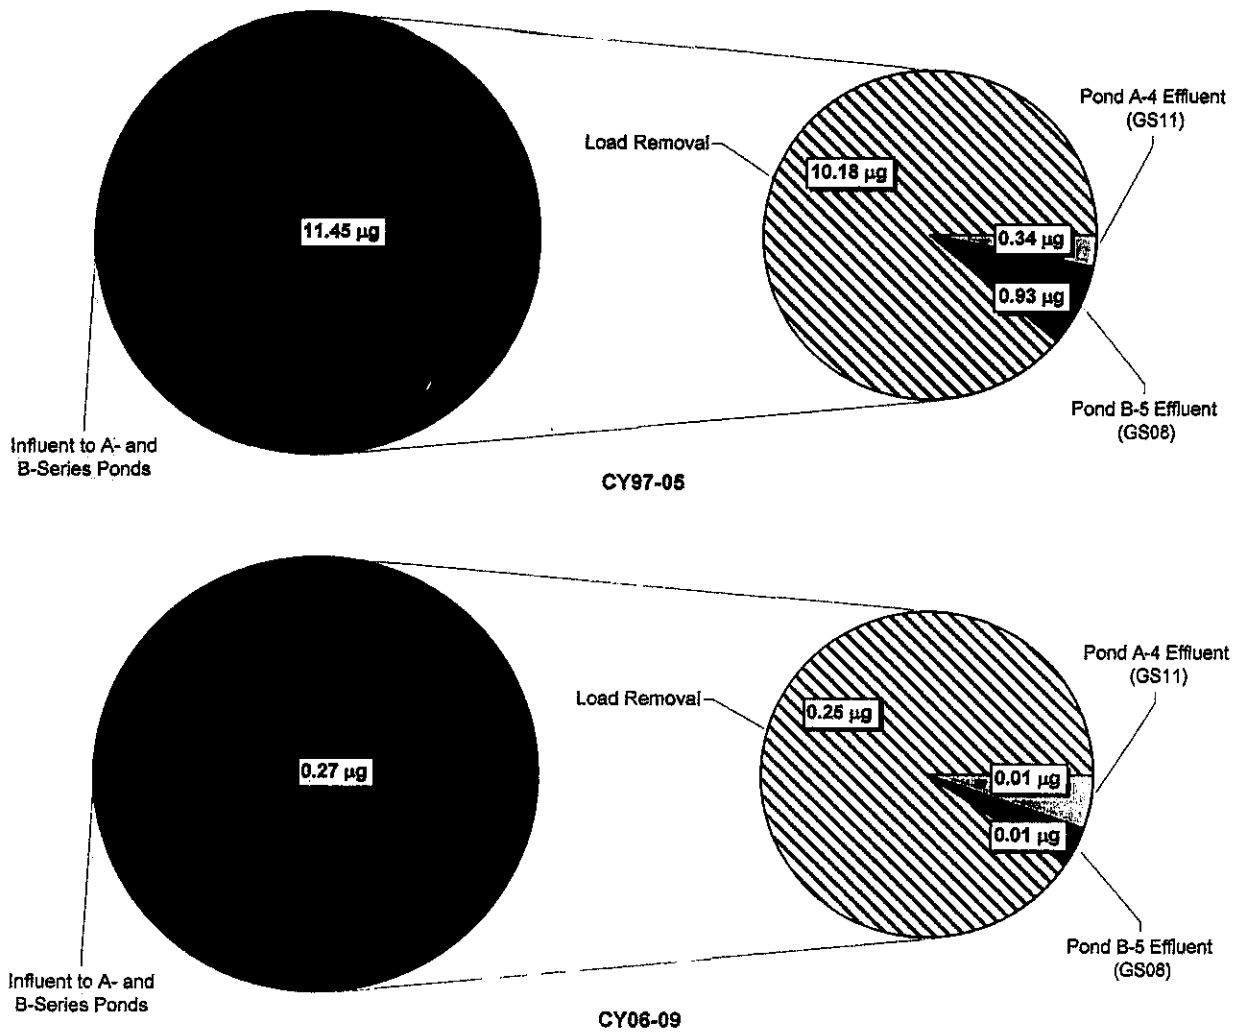 Pond A-4 Effluent
(GS11)
Load Removal
10.18 µg
11.45 µg
0.34 µg
0.93 µg
Pond B-5 Effluent
(GS08)
Influent to A- and
B-Series Ponds
CY97-05
Pond A-4 Effluent
(GS11)
Load Removal
0.25 µg
0.27 µg
0.01 µg
0.01 µg
Pond B-5 Effluent
(GS08)
Influent to A- and
B-Series Ponds
CY06-09